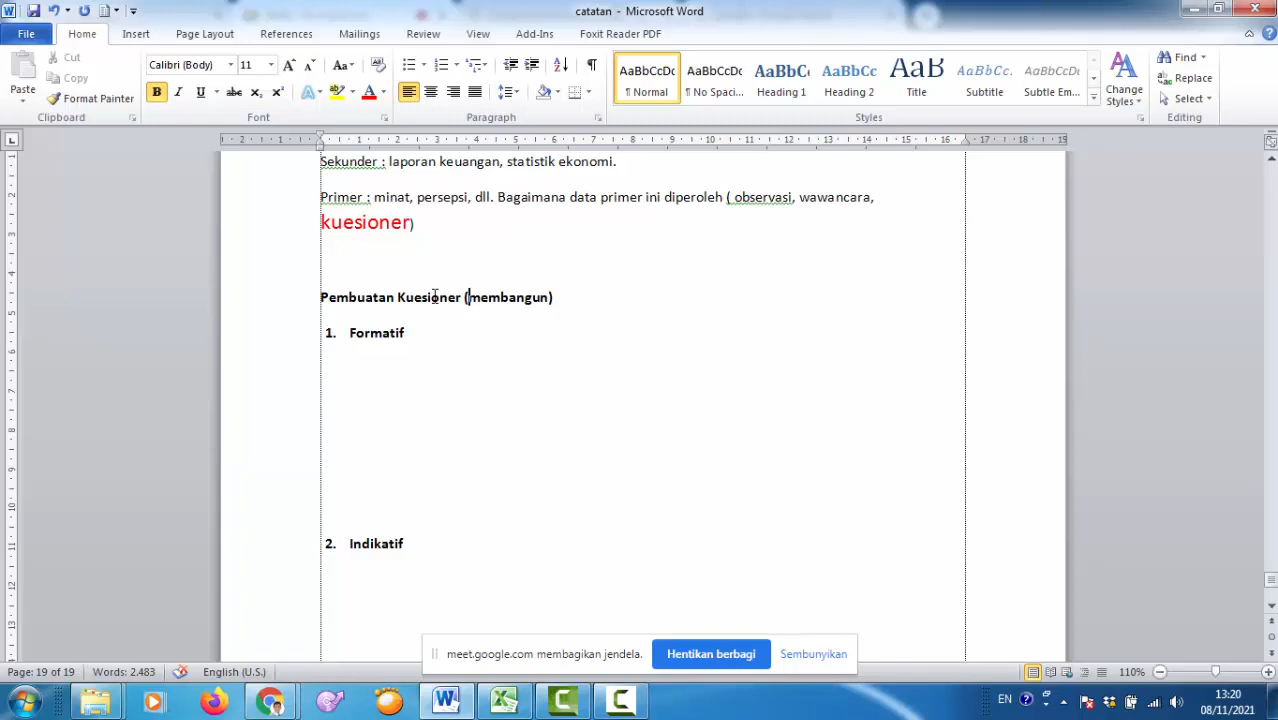 catatan - Microsoft Word
File Home Insert Page Layout References Mailings Review View Add-Ins Foxit Reader PDF
Cut
Copy
Format Painter
Paste
Clipboard
Calibri (Body) 11
Font
Paragraph
AaBbCcDc AaBbCcDc AaBbC AaBbCc AaB AaBbCcL AaBbCcDc
¶ Normal ¶ No Spaci... Heading 1 Heading 2 Title Subtitle Subtle Em...
Change Styles
Styles
Find
Replace
Select
Editing
Sekunder : laporan keuangan, statistik ekonomi.
Primer : minat, persepsi, dll. Bagaimana data primer ini diperoleh ( observasi, wawancara,
kuesioner)
Pembuatan Kuesioner (membangun)
1. Formatif
2. Indikatif
meet.google.com membagikan jendela. Hentikan berbagi Sembunyikan
Page: 19 of 19 Words: 2.483 English (U.S.) 110%
EN 13:20
08/11/2021